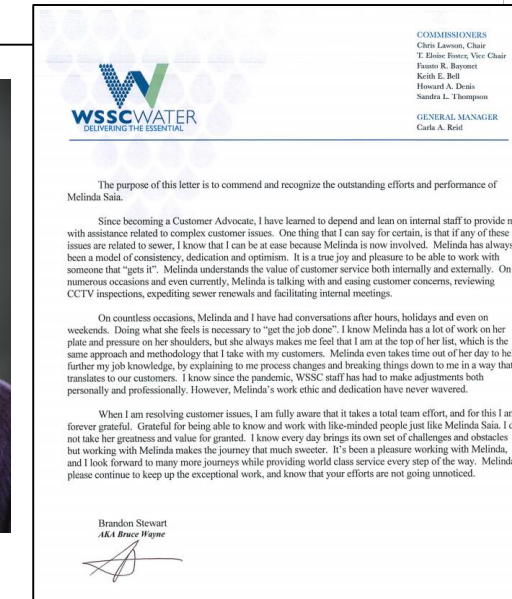 COMMISSIONERS
Chris Lawson, Chair
T. Eloise Foster, Vice Chair
Fausto R. Bayonet
Keith E. Bell
Howard A. Denis
Sandra L. Thompson
GENERAL MANAGER
Carla A. Reid
WSSCWATER
DELIVERING THE ESSENTIAL
The purpose of this letter is to commend and recognize the outstanding efforts and performance of
Melinda Saia.
Since becoming a Customer Advocate, I have learned to depend and lean on internal staff to provide
with assistance related to complex customer issues. One thing that I can say for certain, is that if any of these
issues are related to sewer, I know that I can be at ease because Melinda is now involved. Melinda has always
been a model of consistency, dedication and optimism. It is a true joy and pleasure to be able to work with
someone that “gets it”. Melinda understands the value of customer service both internally and externally. On
numerous occasions and even currently, Melinda is talking with and easing customer concerns, reviewing
CCTV inspections, expediting sewer renewals and facilitating internal meetings.
On countless occasions, Melinda and I have had conversations after hours, holidays and even on
weekends. Doing what she feels is necessary to “get the job done”. I know Melinda has a lot of work on her
plate and pressure on her shoulders, but she always makes me feel that I am at the top of her list, which is the
same approach and methodology that I take with my customers. Melinda even takes time out of her day to
further my job knowledge, by explaining to me process changes and breaking things down to me in a way that
translates to our customers. I know since the pandemic, WSSC staff has had to make adjustments both
personally and professionally. However, Melinda’s work ethic and dedication have never wavered.
When I am resolving customer issues, I am fully aware that it takes a total team effort, and for this I
forever grateful. Grateful for being able to know and work with like-minded people just like Melinda Saia. I
not take her greatness and value for granted. I know every day brings its own set of challenges and obstacles
but working with Melinda makes the journey that much sweeter. It’s been a pleasure working with Melinda,
and I look forward to many more journeys while providing world class service every step of the way.
please continue to keep up the exceptional work, and know that your efforts are not going unnoticed.
Brandon Stewart
AKA Bruce Wayne